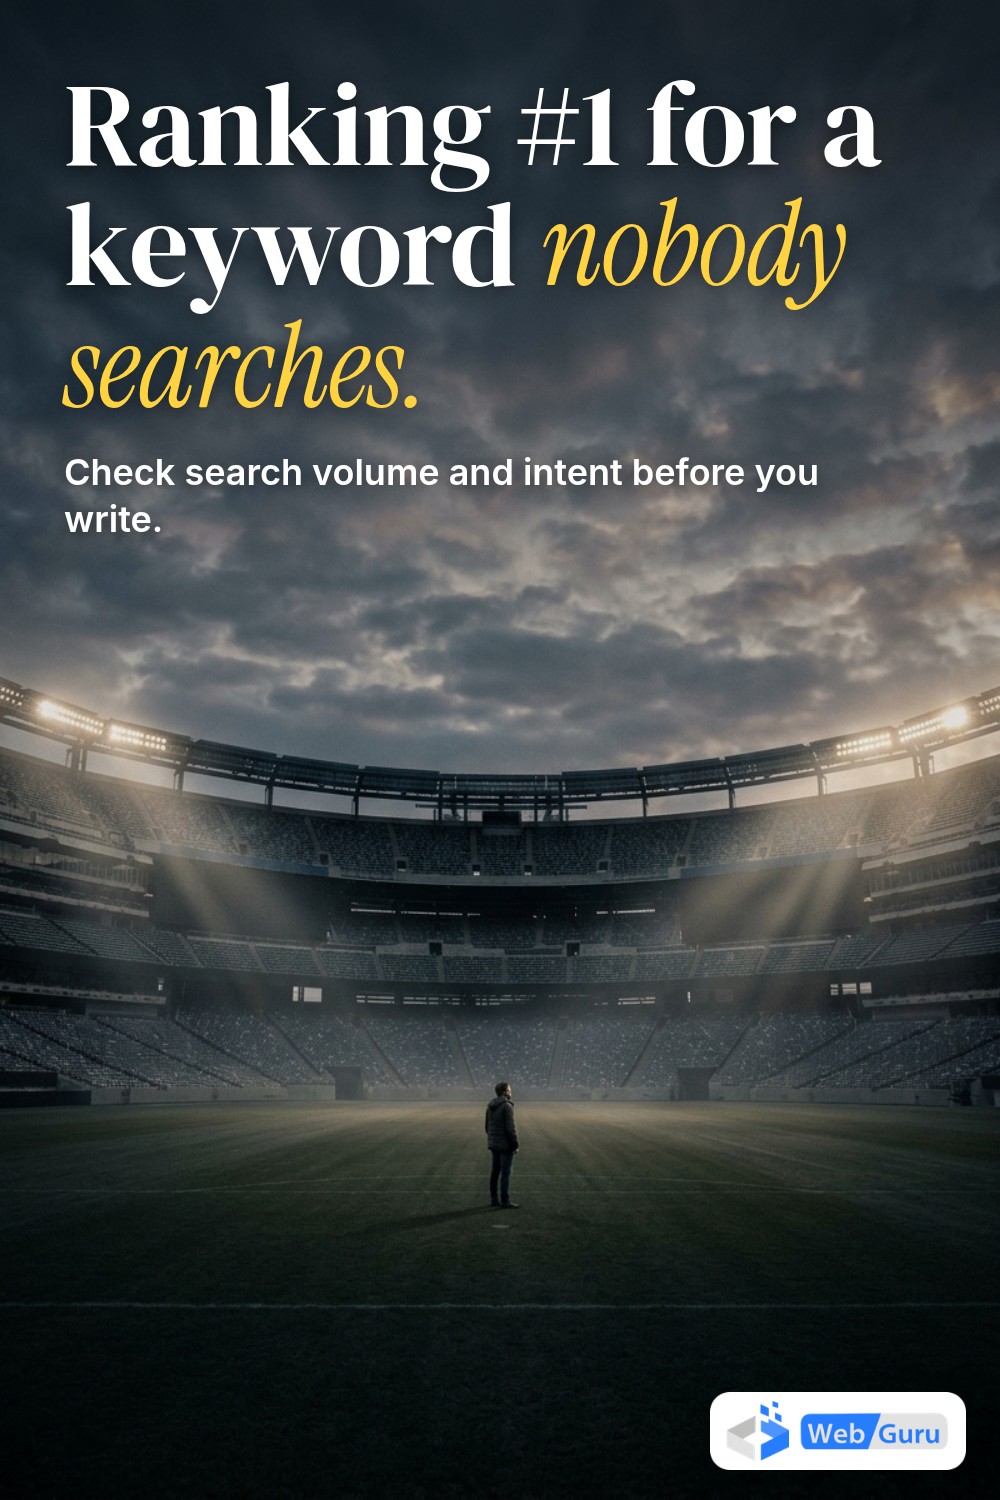 Ranking #1 for a
keyword nobody
searches.
Check search volume and intent before you
write.
Web Guru